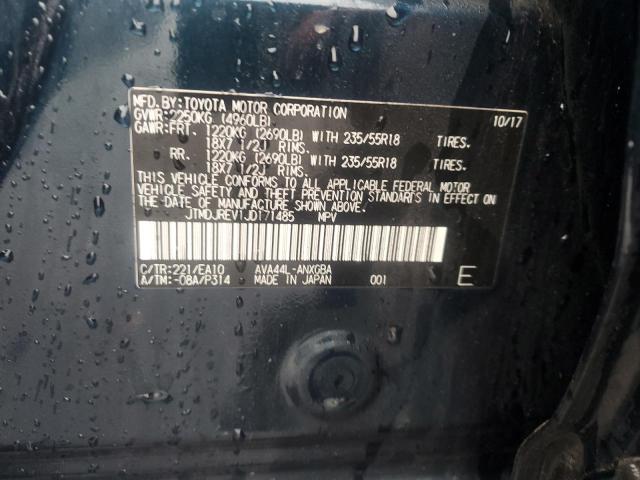 MFD.BY:TOYOTA MOTOR CORPORATION 10/17
GVWR:2250KG (4960LB)
GAWR:FRT. 1220KG (2690LB) WITH 235/55R18 TIRES.
18X7 1/2J RIMS.
RR. 1220KG (2690LB) WITH 235/55R18 TIRES.
18X7 1/2J RIMS.
THIS VEHICLE CONFORMS TO ALL APPLICABLE FEDERAL MOTOR
VEHICLE SAFETY AND THEFT PREVENTION STANDARDS IN EFFECT ON
THE DATE OF MANUFACTURE SHOWN ABOVE.
JTMDJREV1JD171485 MPV
C/TR:221/EA10 AVA44L-ANXGBA
A/TM:-08A/P314 MADE IN JAPAN 001 E